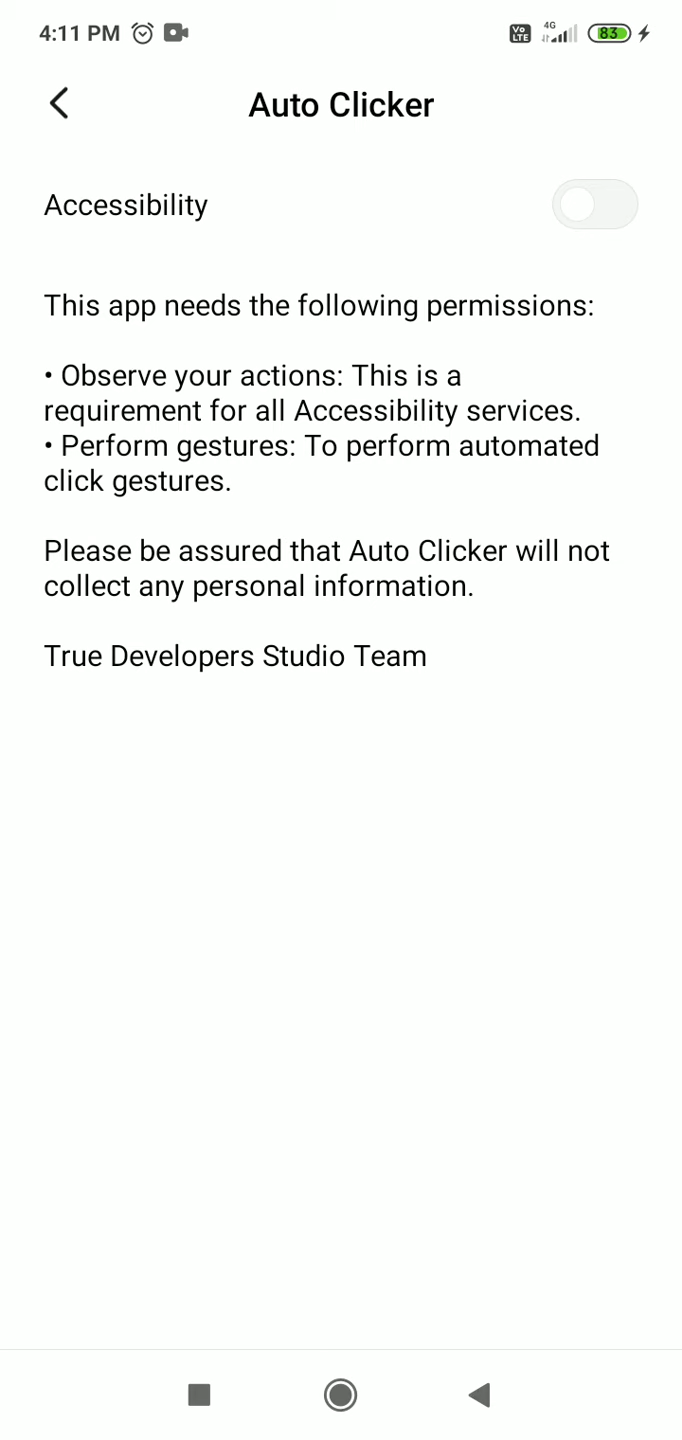 4:11 PM
Vo LTE 4G 83
Auto Clicker
Accessibility
This app needs the following permissions:
• Observe your actions: This is a
requirement for all Accessibility services.
• Perform gestures: To perform automated
click gestures.
Please be assured that Auto Clicker will not
collect any personal information.
True Developers Studio Team